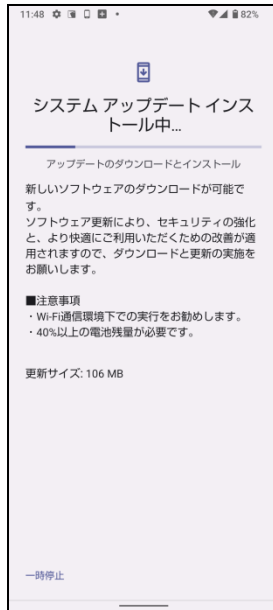 11:48
82%
システム アップデート インス
トール中...
アップデートのダウンロードとインストール
新しいソフトウェアのダウンロードが可能で
す。
ソフトウェア更新により、セキュリティの強化
と、より快適にご利用いただくための改善が適
用されますので、ダウンロードと更新の実施を
お願いします。
■注意事項
・Wi-Fi通信環境下での実行をお勧めします。
・40%以上の電池残量が必要です。
更新サイズ: 106 MB
一時停止